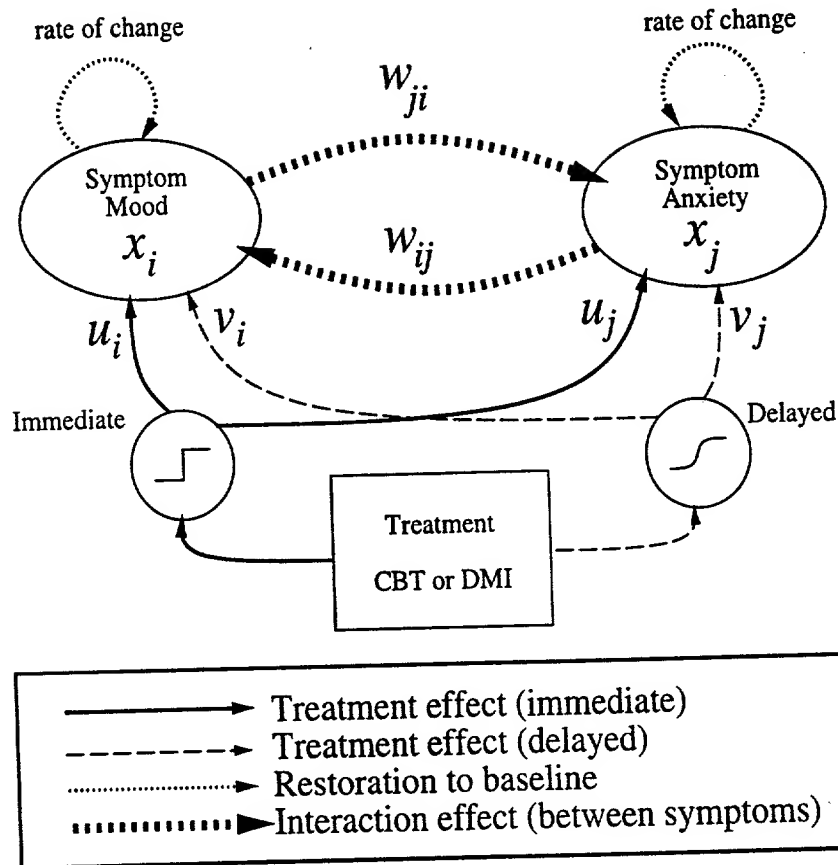 rate of change
rate of change
w_ji
Symptom
Mood
x_i
Symptom
Anxiety
x_j
w_ij
u_i
v_i
u_j
v_j
Immediate
Delayed
Treatment
CBT or DMI
Treatment effect (immediate)
Treatment effect (delayed)
Restoration to baseline
Interaction effect (between symptoms)